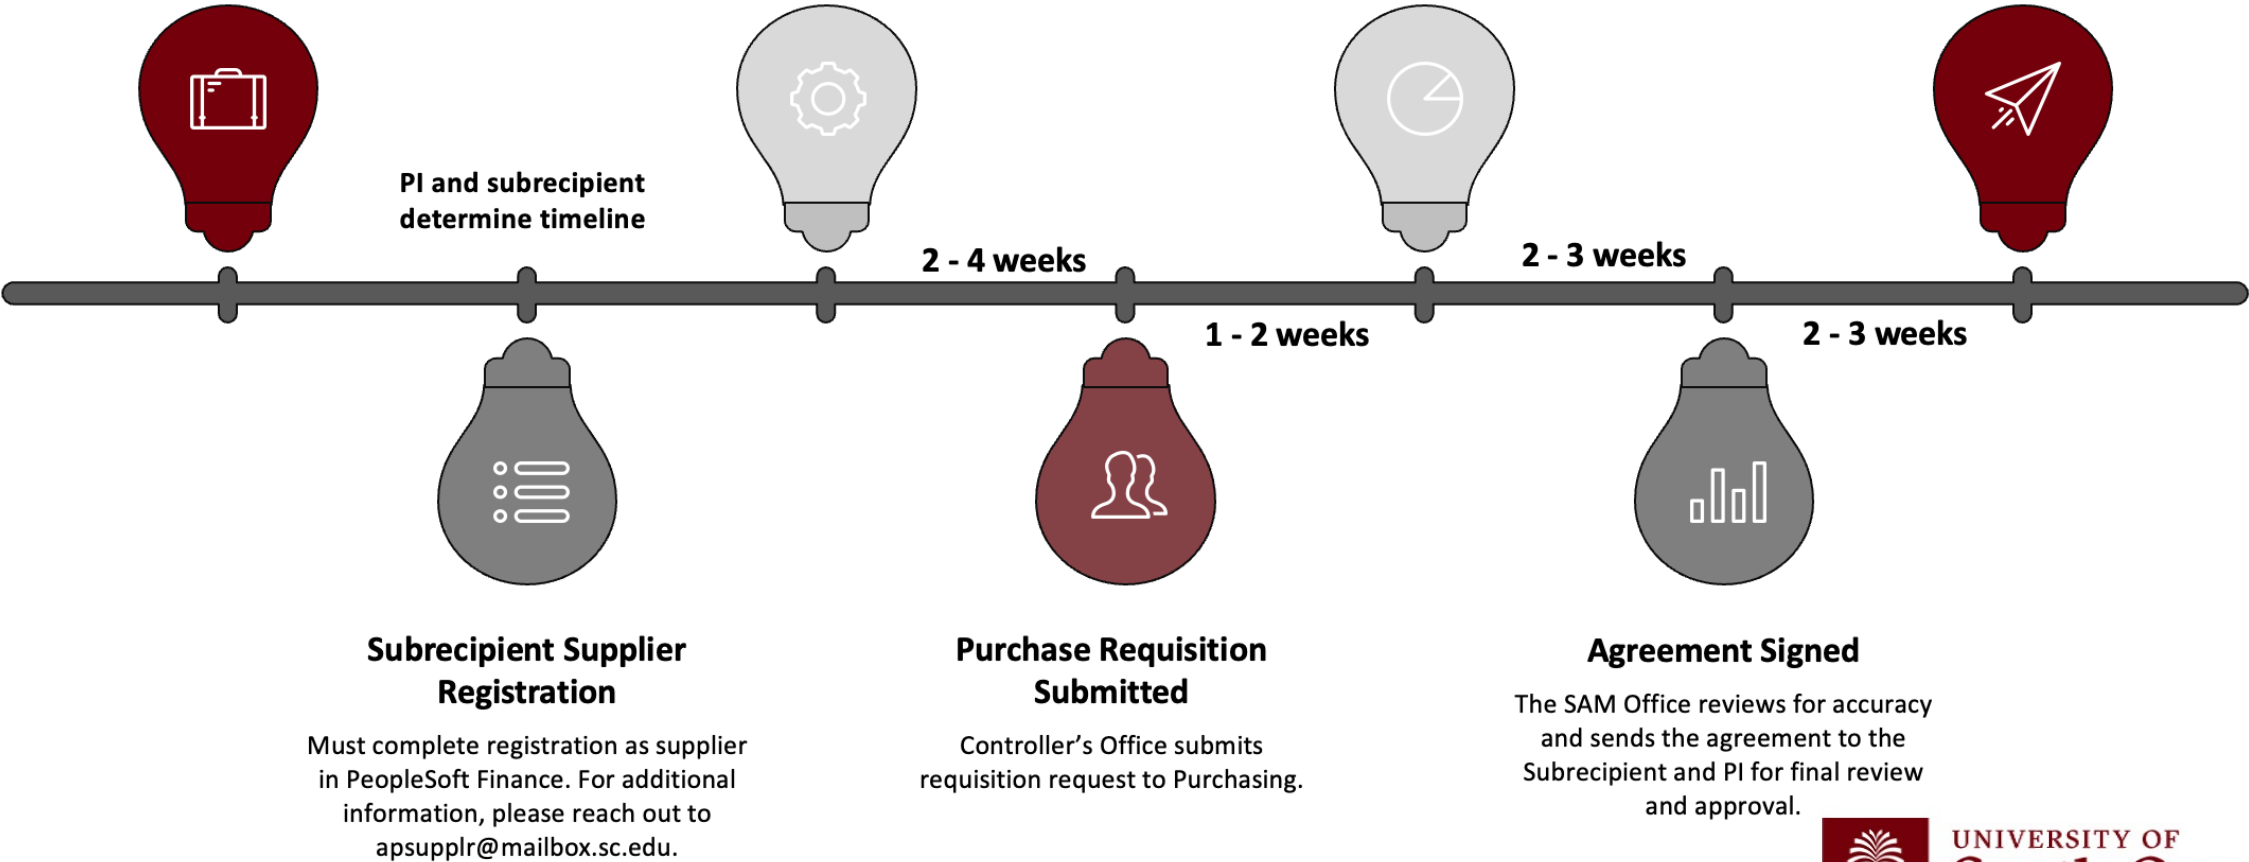 PI and subrecipient
determine timeline
2 - 4 weeks
2 - 3 weeks
1 - 2 weeks
2 - 3 weeks
Subrecipient Supplier
Registration
Must complete registration as supplier
in PeopleSoft Finance. For additional
information, please reach out to
apsupplr@mailbox.sc.edu.
Purchase Requisition
Submitted
Controller’s Office submits
requisition request to Purchasing.
Agreement Signed
The SAM Office reviews for accuracy
and sends the agreement to the
Subrecipient and PI for final review
and approval.
UNIVERSITY OF